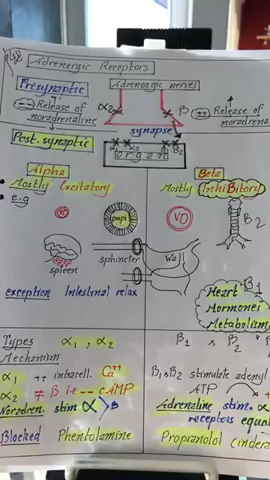 Adrenergic Receptors
Presynaptic
Adrenergic nerves
(--) Release of
noradrenaline
α2
β
(++) Release
of noradrena
synapse
Post. synaptic
organ
α1 α2 β1 β2
Alpha
Mostly Excitatory
e.g
Beta
Mostly Inhibitory
pupil
VD
β2
spleen
sphincter
Wall
exception Intestinal relax
β1
Heart
Hormones
Metabolism
Types α1, α2
Mechanism
β1 , β2
α1 ++ intracell. Ca++
α2 ≠ β i.e -- cAMP
Noradren. stim α > β
Blocked Phentolamine
β1, β2 stimulate adenyl
ATP
Adrenaline stim. α
receptors equa
Propranolol